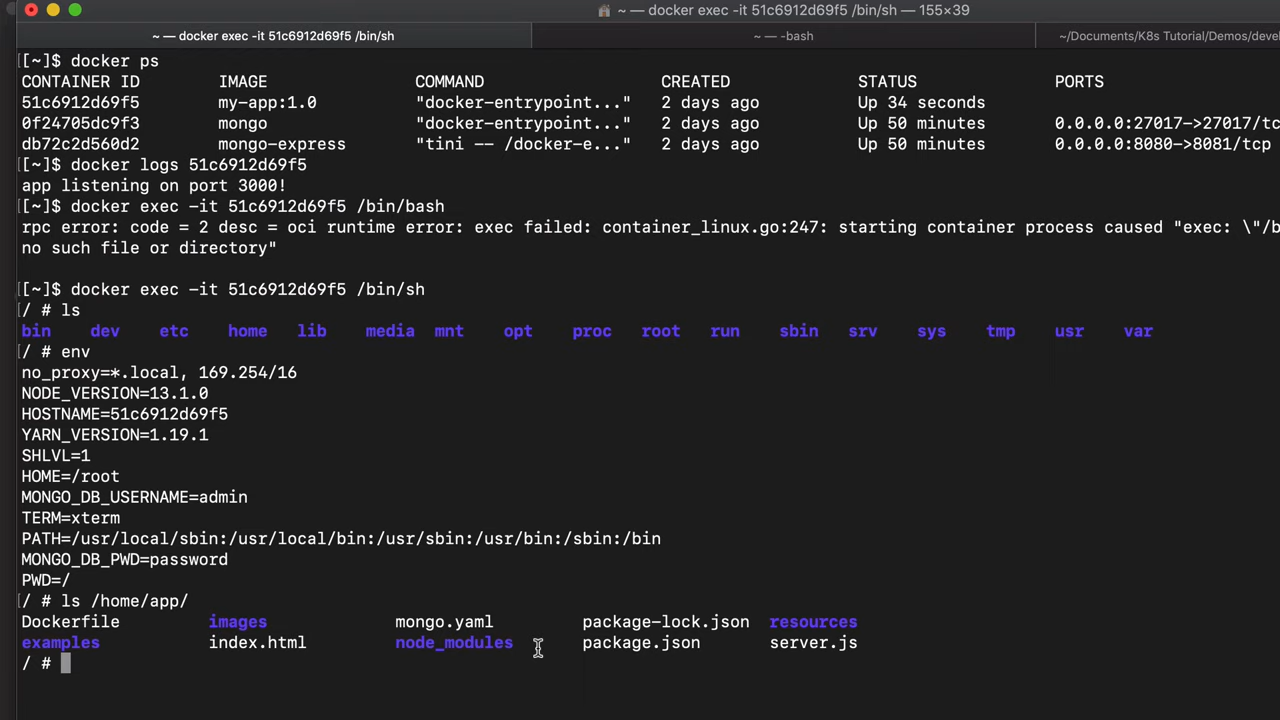 ~ — docker exec -it 51c6912d69f5 /bin/sh — 155×39
~ — docker exec -it 51c6912d69f5 /bin/sh ~ — -bash ~/Documents/K8s Tutorial/Demos/deve
[[~]$ docker ps
CONTAINER ID IMAGE COMMAND CREATED STATUS PORTS
51c6912d69f5 my-app:1.0 "docker-entrypoint..." 2 days ago Up 34 seconds
0f24705dc9f3 mongo "docker-entrypoint..." 2 days ago Up 50 minutes 0.0.0.0:27017->27017/tc
db72c2d560d2 mongo-express "tini -- /docker-e..." 2 days ago Up 50 minutes 0.0.0.0:8080->8081/tcp
[[~]$ docker logs 51c6912d69f5
app listening on port 3000!
[[~]$ docker exec -it 51c6912d69f5 /bin/bash
rpc error: code = 2 desc = oci runtime error: exec failed: container_linux.go:247: starting container process caused "exec: \"/b
no such file or directory"
[[~]$ docker exec -it 51c6912d69f5 /bin/sh
[/ # ls
bin dev etc home lib media mnt opt proc root run sbin srv sys tmp usr var
[/ # env
no_proxy=*.local, 169.254/16
NODE_VERSION=13.1.0
HOSTNAME=51c6912d69f5
YARN_VERSION=1.19.1
SHLVL=1
HOME=/root
MONGO_DB_USERNAME=admin
TERM=xterm
PATH=/usr/local/sbin:/usr/local/bin:/usr/sbin:/usr/bin:/sbin:/bin
MONGO_DB_PWD=password
PWD=/
[/ # ls /home/app/
Dockerfile images mongo.yaml package-lock.json resources
examples index.html node_modules package.json server.js
/ #